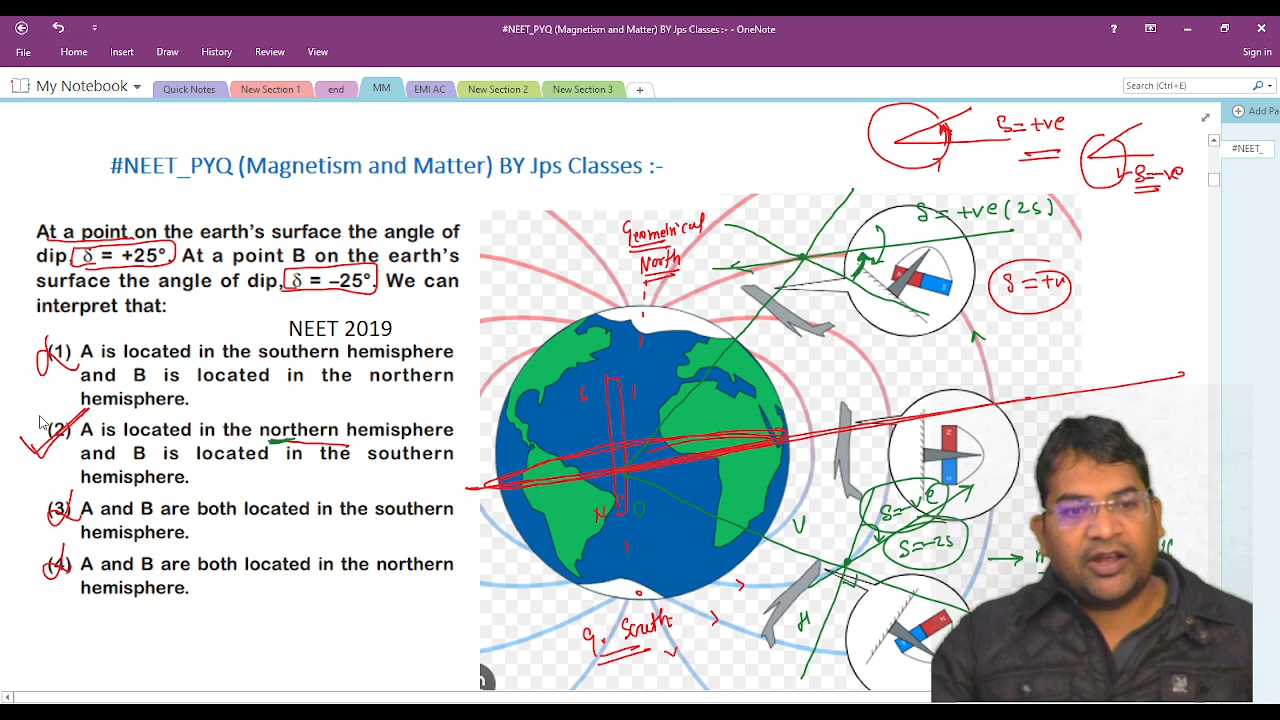 #NEET_PYQ (Magnetism and Matter) BY Jps Classes :- - OneNote
?
Sign in
File Home Insert Draw History Review View
My Notebook
Quick Notes New Section 1 end MM EMI AC New Section 2 New Section 3 +
Search (Ctrl+E)
Add Pa
#NEET_
δ = +ve
δ = -ve
#NEET_PYQ (Magnetism and Matter) BY Jps Classes :-
At a point on the earth's surface the angle of
dip, δ = +25°. At a point B on the earth's
surface the angle of dip, δ = –25°. We can
interpret that:
NEET 2019
(1) A is located in the southern hemisphere
and B is located in the northern
hemisphere.
(2) A is located in the northern hemisphere
and B is located in the southern
hemisphere.
(3) A and B are both located in the southern
hemisphere.
(4) A and B are both located in the northern
hemisphere.
Geometrical
North
δ = +ve (25)
δ = +v
S
N
O
N
S
N
S
δ = -ve
δ = -25
V
H
G. South